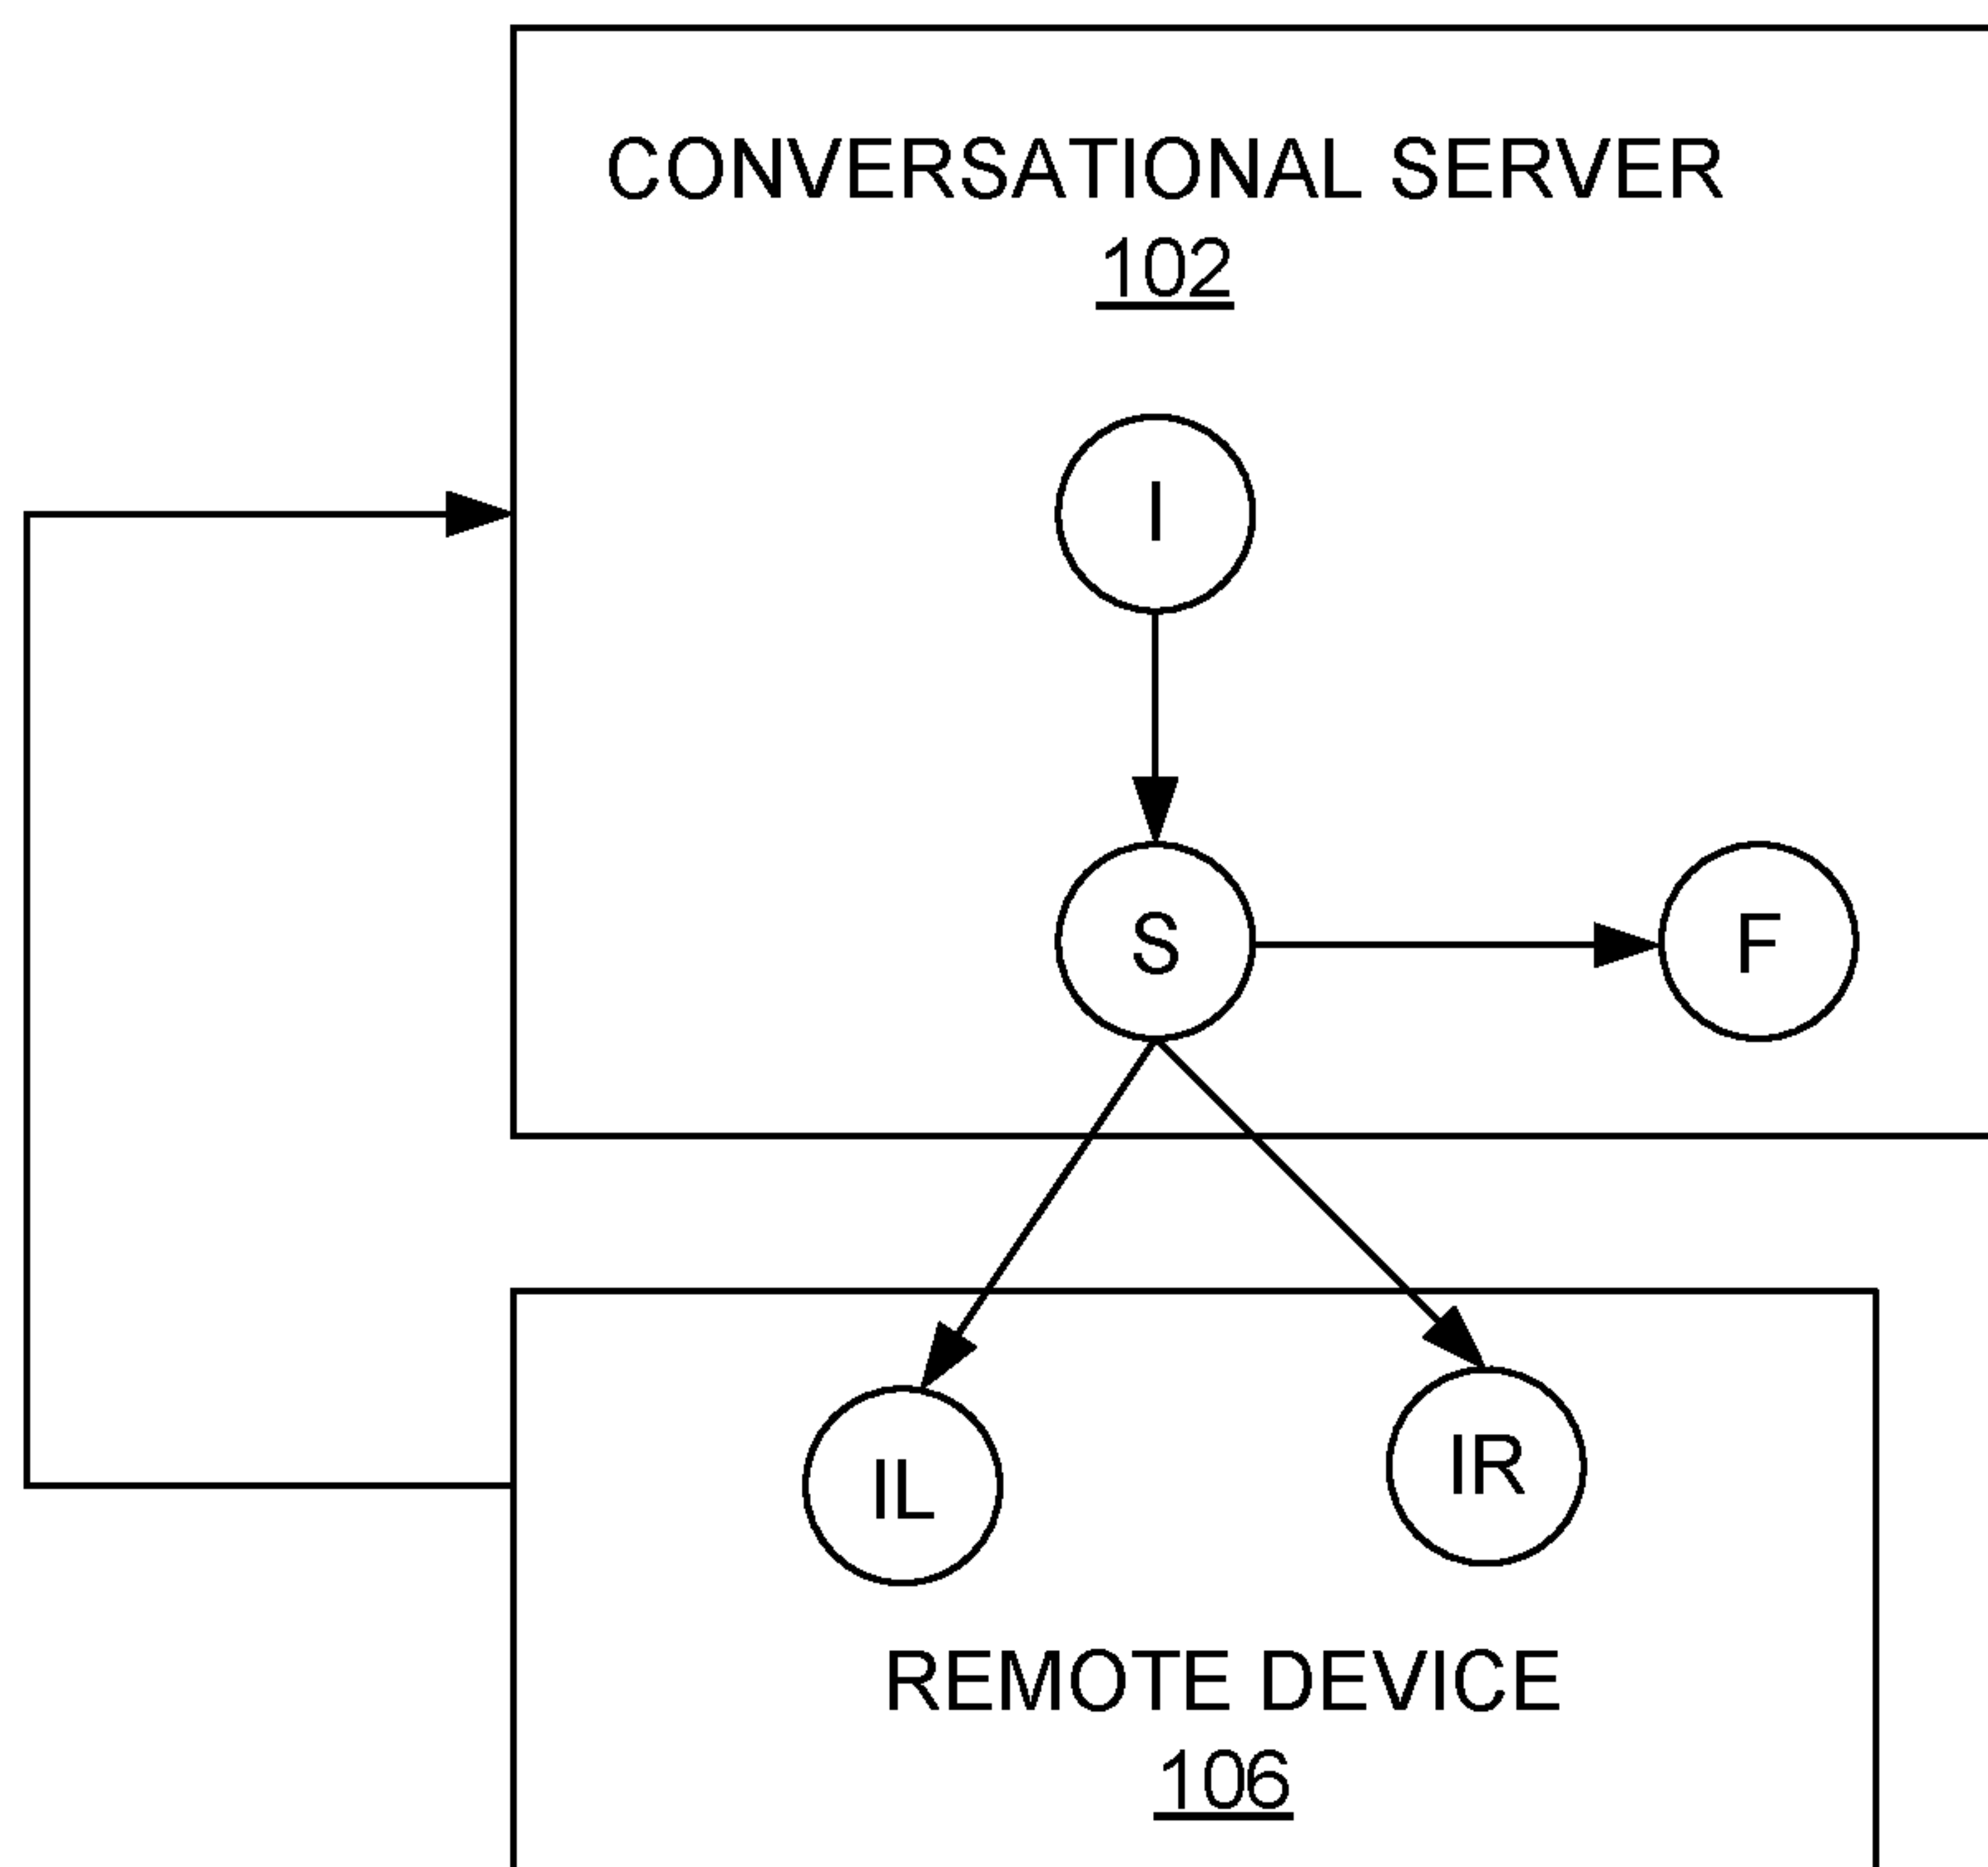 CONVERSATIONAL SERVER
102
I
S
F
IL
IR
REMOTE DEVICE
106